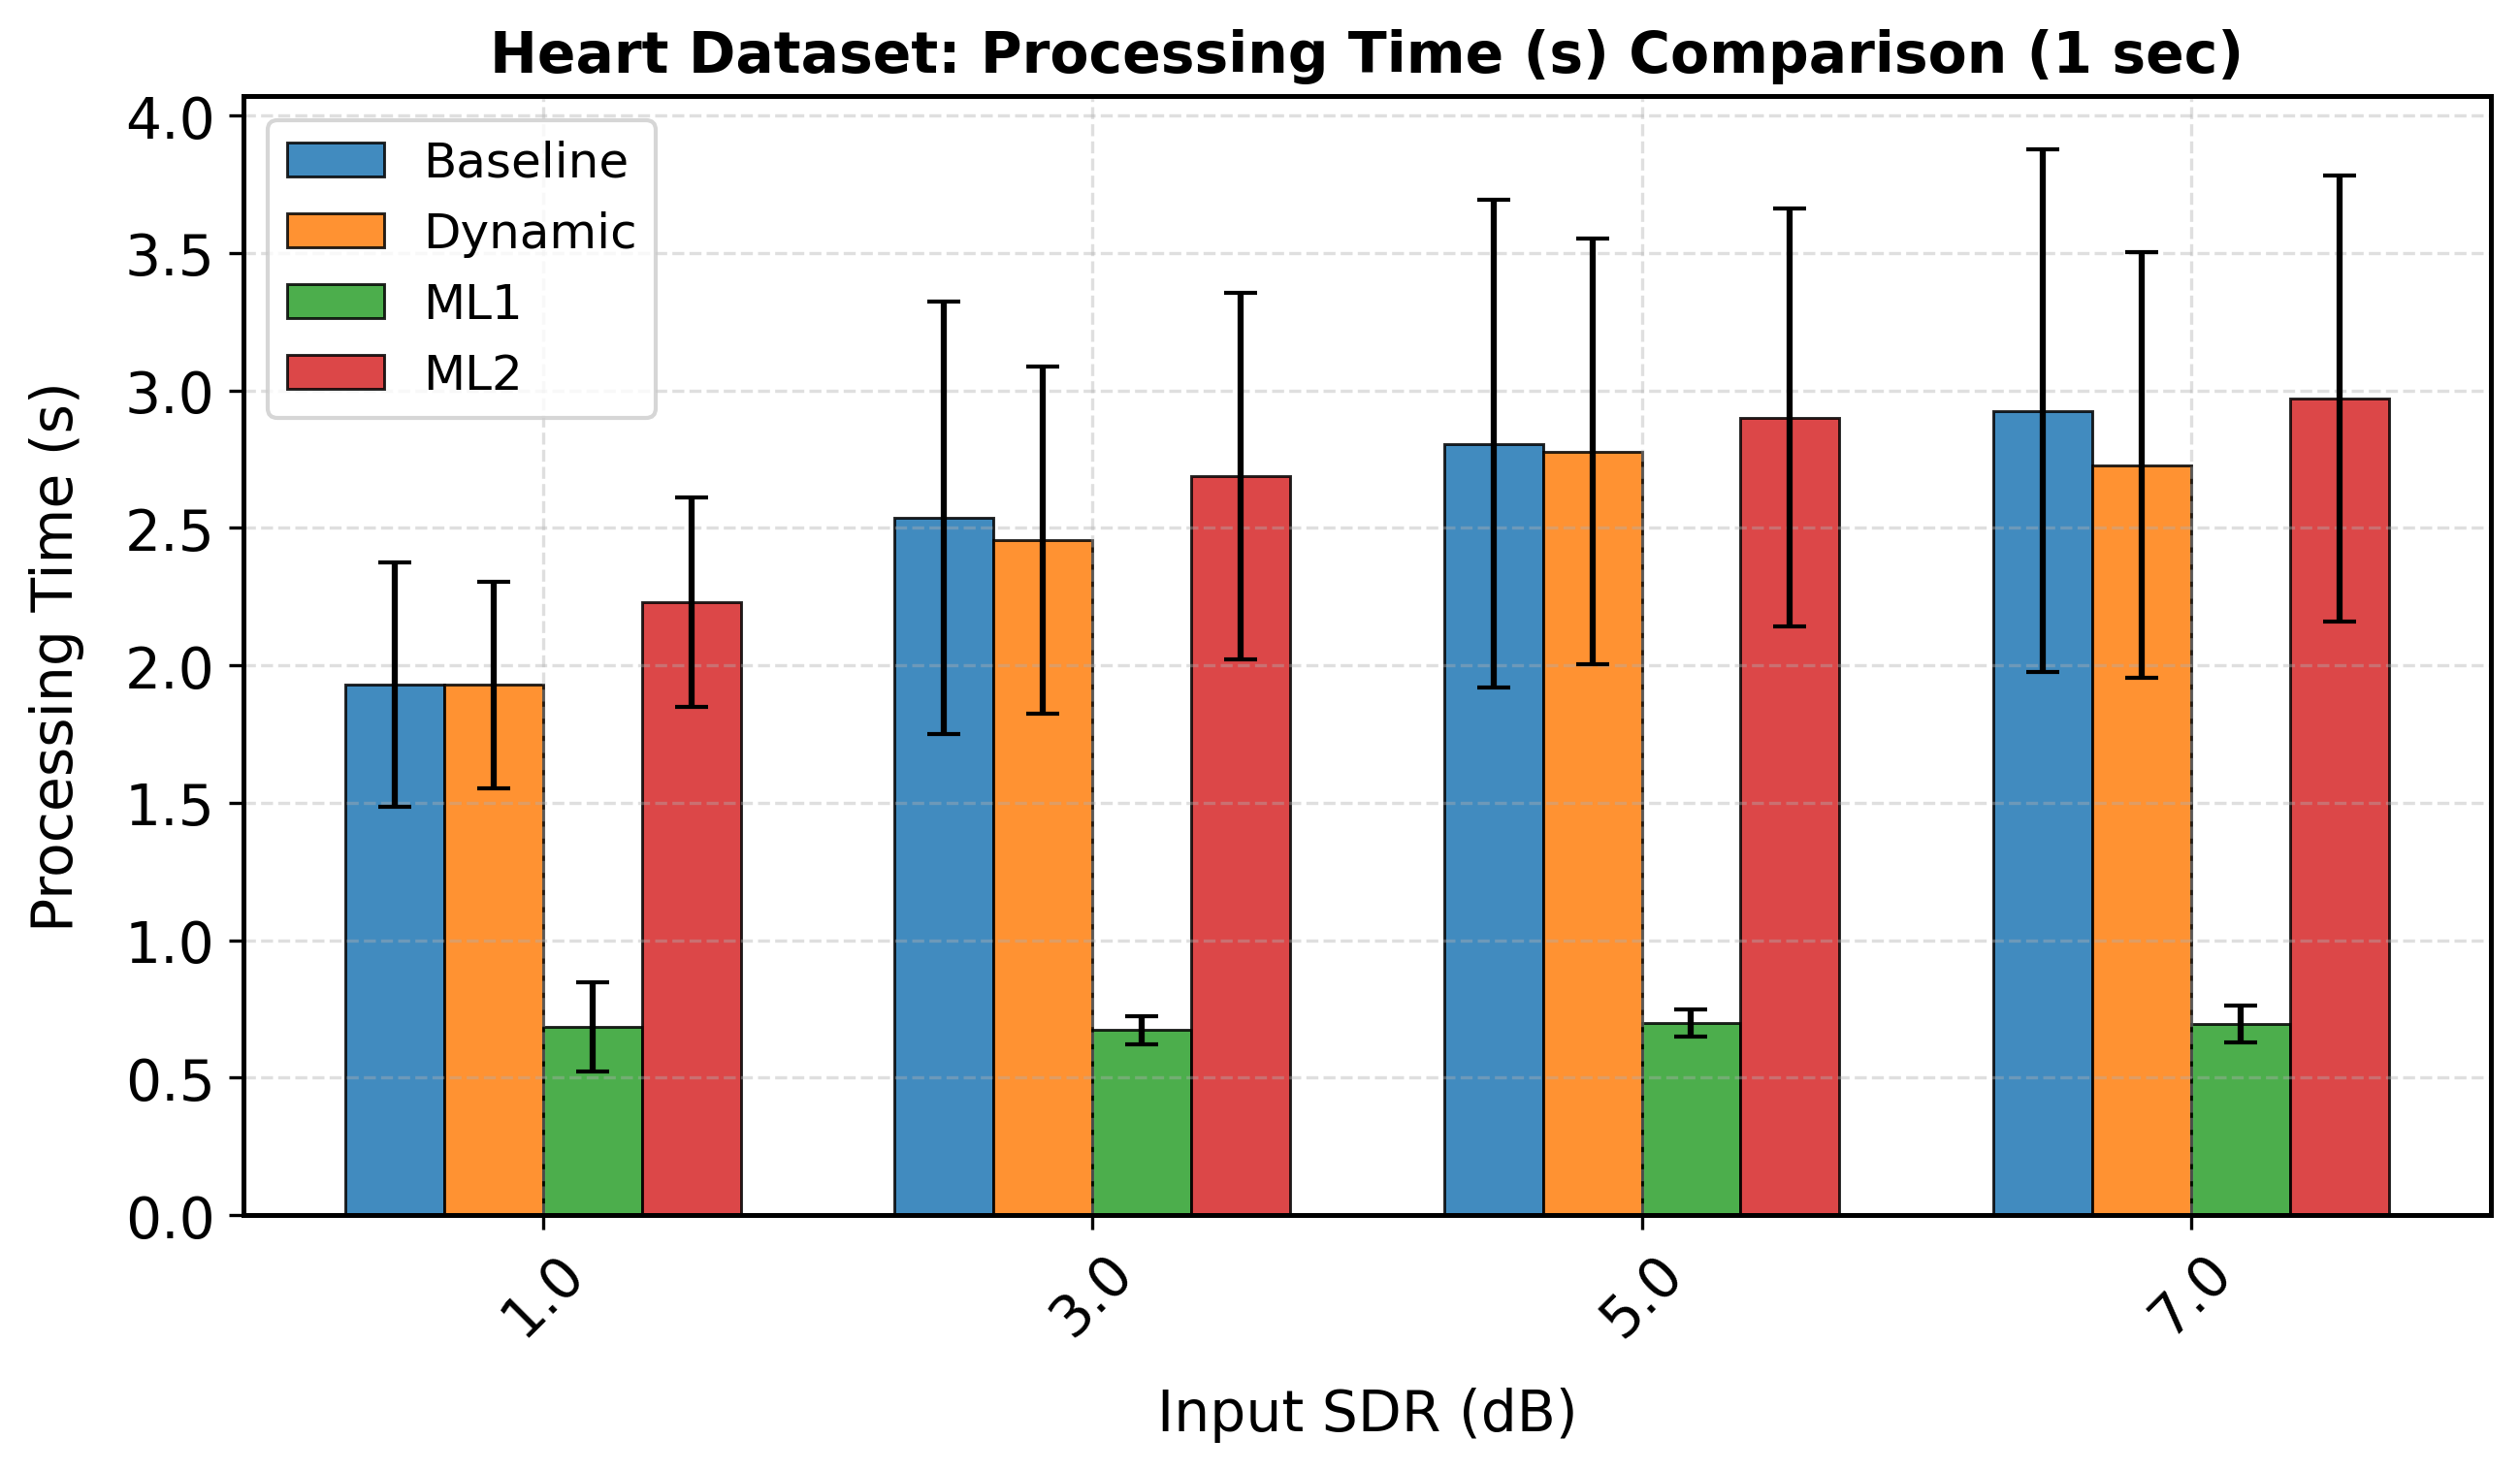 Heart Dataset: Processing Time (s) Comparison (1 sec)
Baseline
Dynamic
ML1
ML2
Processing Time (s)
4.0
3.5
3.0
2.5
2.0
1.5
1.0
0.5
0.0
1.0 3.0 5.0 7.0
Input SDR (dB)